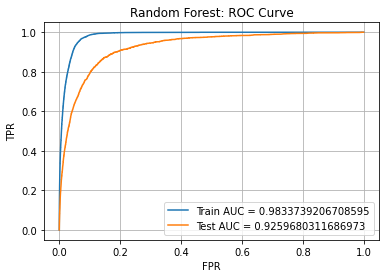 Random Forest: ROC Curve
TPR
1.0
0.8
0.6
0.4
0.2
0.0
Train AUC = 0.9833739206708595
Test AUC = 0.9259680311686973
0.0 0.2 0.4 0.6 0.8 1.0
FPR